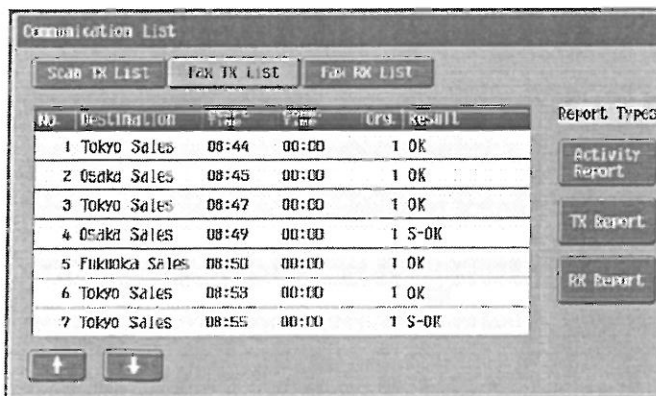 Communication List
Scan TX List Fax TX List Fax RX List
No. Destination Time Time Org. Result
Report Types
1 Tokyo Sales 08:44 00:00 1 OK
2 Osaka Sales 08:45 00:00 1 OK
3 Tokyo Sales 08:47 00:00 1 OK
4 Osaka Sales 08:49 00:00 1 S-OK
5 Fukuoka Sales 08:50 00:00 1 OK
6 Tokyo Sales 08:53 00:00 1 OK
7 Tokyo Sales 08:55 00:00 1 S-OK
Activity
Report
TX Report
RX Report